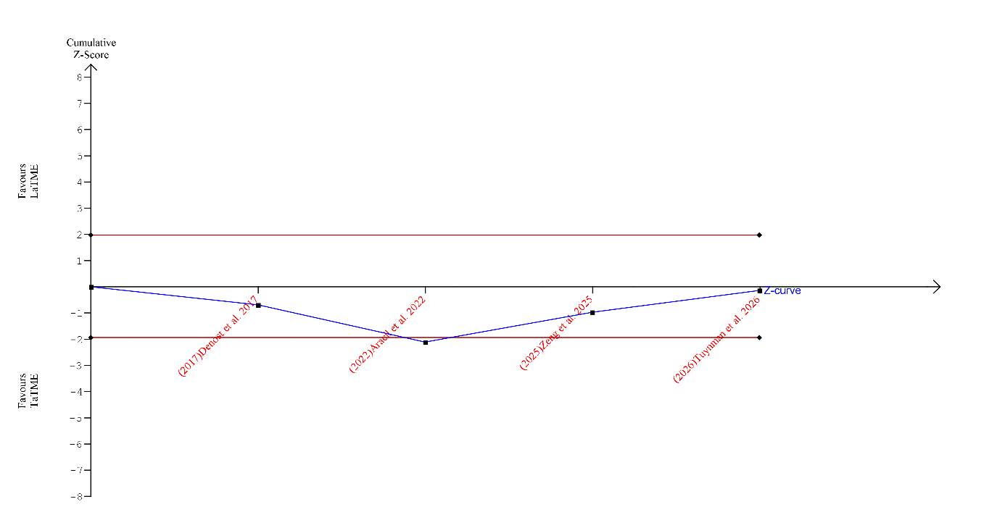 Cumulative
Z-Score
8
7
6
5
4
3
2
1
-1
-2
-3
-4
-5
-6
-7
-8
Favours
LaTME
Favours
TaTME
(2017)Denost et al. 2017
(2022)Aracil et al. 2022
(2025)Zeng et al. 2025
(2026)Tuynman et al. 2026
Z-curve